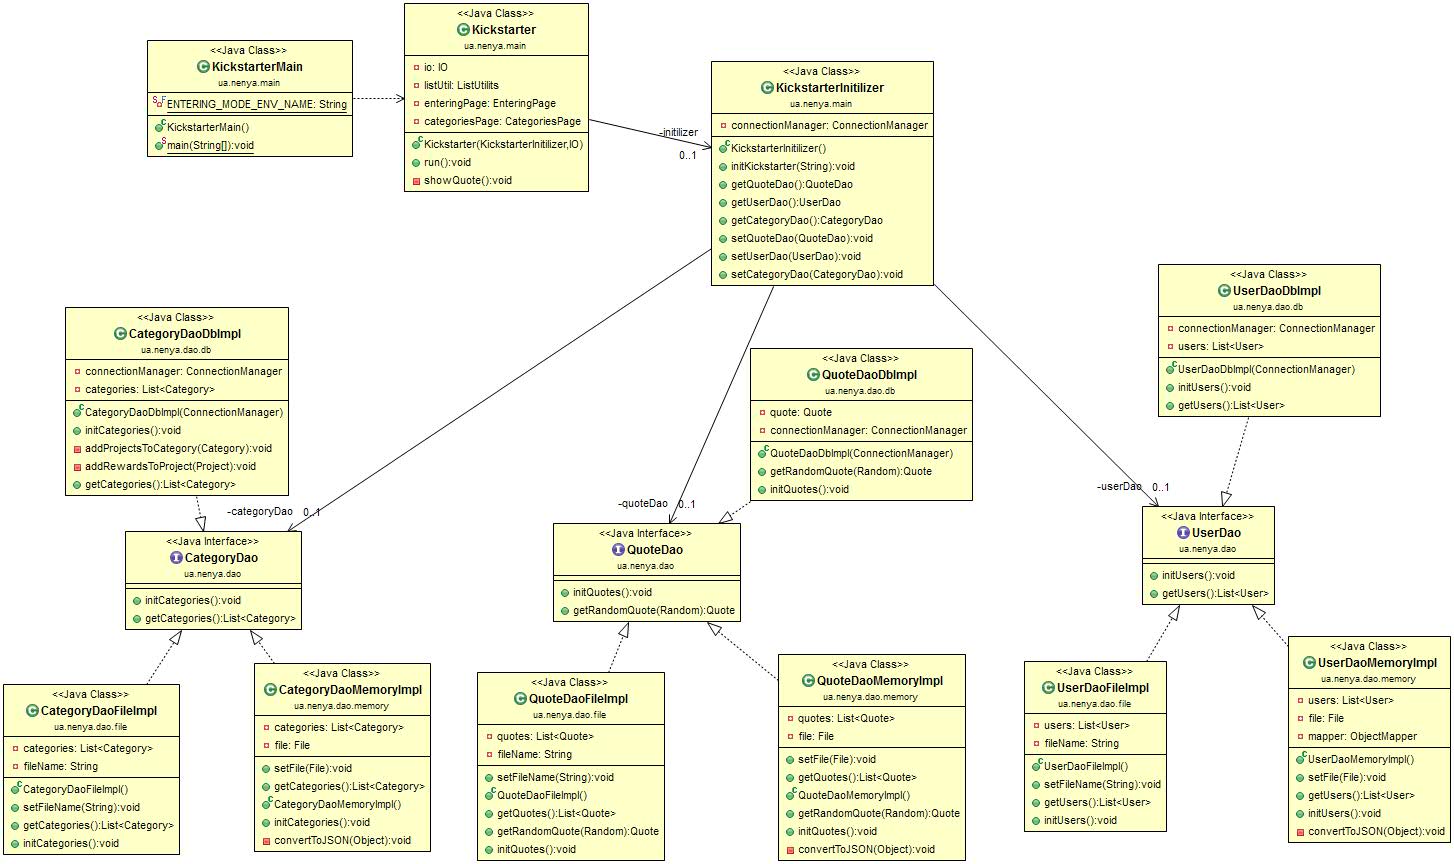 <<Java Class>>
KickstarterMain
ua.nenya.main
ENTERING_MODE_ENV_NAME: String
KickstarterMain()
main(String[]):void
<<Java Class>>
Kickstarter
ua.nenya.main
io: IO
listUtil: ListUtilits
enteringPage: EnteringPage
categoriesPage: CategoriesPage
Kickstarter(KickstarterInitilizer,IO)
run():void
showQuote():void
-initilizer
0..1
<<Java Class>>
KickstarterInitilizer
ua.nenya.main
connectionManager: ConnectionManager
KickstarterInitilizer()
initKickstarter(String):void
getQuoteDao():QuoteDao
getUserDao():UserDao
getCategoryDao():CategoryDao
setQuoteDao(QuoteDao):void
setUserDao(UserDao):void
setCategoryDao(CategoryDao):void
<<Java Class>>
CategoryDaoDbImpl
ua.nenya.dao.db
connectionManager: ConnectionManager
categories: List<Category>
CategoryDaoDbImpl(ConnectionManager)
initCategories():void
addProjectsToCategory(Category):void
addRewardsToProject(Project):void
getCategories():List<Category>
<<Java Class>>
QuoteDaoDbImpl
ua.nenya.dao.db
quote: Quote
connectionManager: ConnectionManager
QuoteDaoDbImpl(ConnectionManager)
getRandomQuote(Random):Quote
initQuotes():void
<<Java Class>>
UserDaoDbImpl
ua.nenya.dao.db
connectionManager: ConnectionManager
users: List<User>
UserDaoDbImpl(ConnectionManager)
initUsers():void
getUsers():List<User>
-categoryDao 0..1
-quoteDao 0..1
-userDao 0..1
<<Java Interface>>
CategoryDao
ua.nenya.dao
initCategories():void
getCategories():List<Category>
<<Java Interface>>
QuoteDao
ua.nenya.dao
initQuotes():void
getRandomQuote(Random):Quote
<<Java Interface>>
UserDao
ua.nenya.dao
initUsers():void
getUsers():List<User>
<<Java Class>>
CategoryDaoFileImpl
ua.nenya.dao.file
categories: List<Category>
fileName: String
CategoryDaoFileImpl()
setFileName(String):void
getCategories():List<Category>
initCategories():void
<<Java Class>>
CategoryDaoMemoryImpl
ua.nenya.dao.memory
categories: List<Category>
file: File
setFile(File):void
getCategories():List<Category>
CategoryDaoMemoryImpl()
initCategories():void
convertToJSON(Object):void
<<Java Class>>
QuoteDaoFileImpl
ua.nenya.dao.file
quotes: List<Quote>
fileName: String
setFileName(String):void
QuoteDaoFileImpl()
getQuotes():List<Quote>
getRandomQuote(Random):Quote
initQuotes():void
<<Java Class>>
QuoteDaoMemoryImpl
ua.nenya.dao.memory
quotes: List<Quote>
file: File
setFile(File):void
getQuotes():List<Quote>
QuoteDaoMemoryImpl()
getRandomQuote(Random):Quote
initQuotes():void
convertToJSON(Object):void
<<Java Class>>
UserDaoFileImpl
ua.nenya.dao.file
users: List<User>
fileName: String
UserDaoFileImpl()
setFileName(String):void
getUsers():List<User>
initUsers():void
<<Java Class>>
UserDaoMemoryImpl
ua.nenya.dao.memory
users: List<User>
file: File
mapper: ObjectMapper
UserDaoMemoryImpl()
setFile(File):void
getUsers():List<User>
initUsers():void
convertToJSON(Object):void